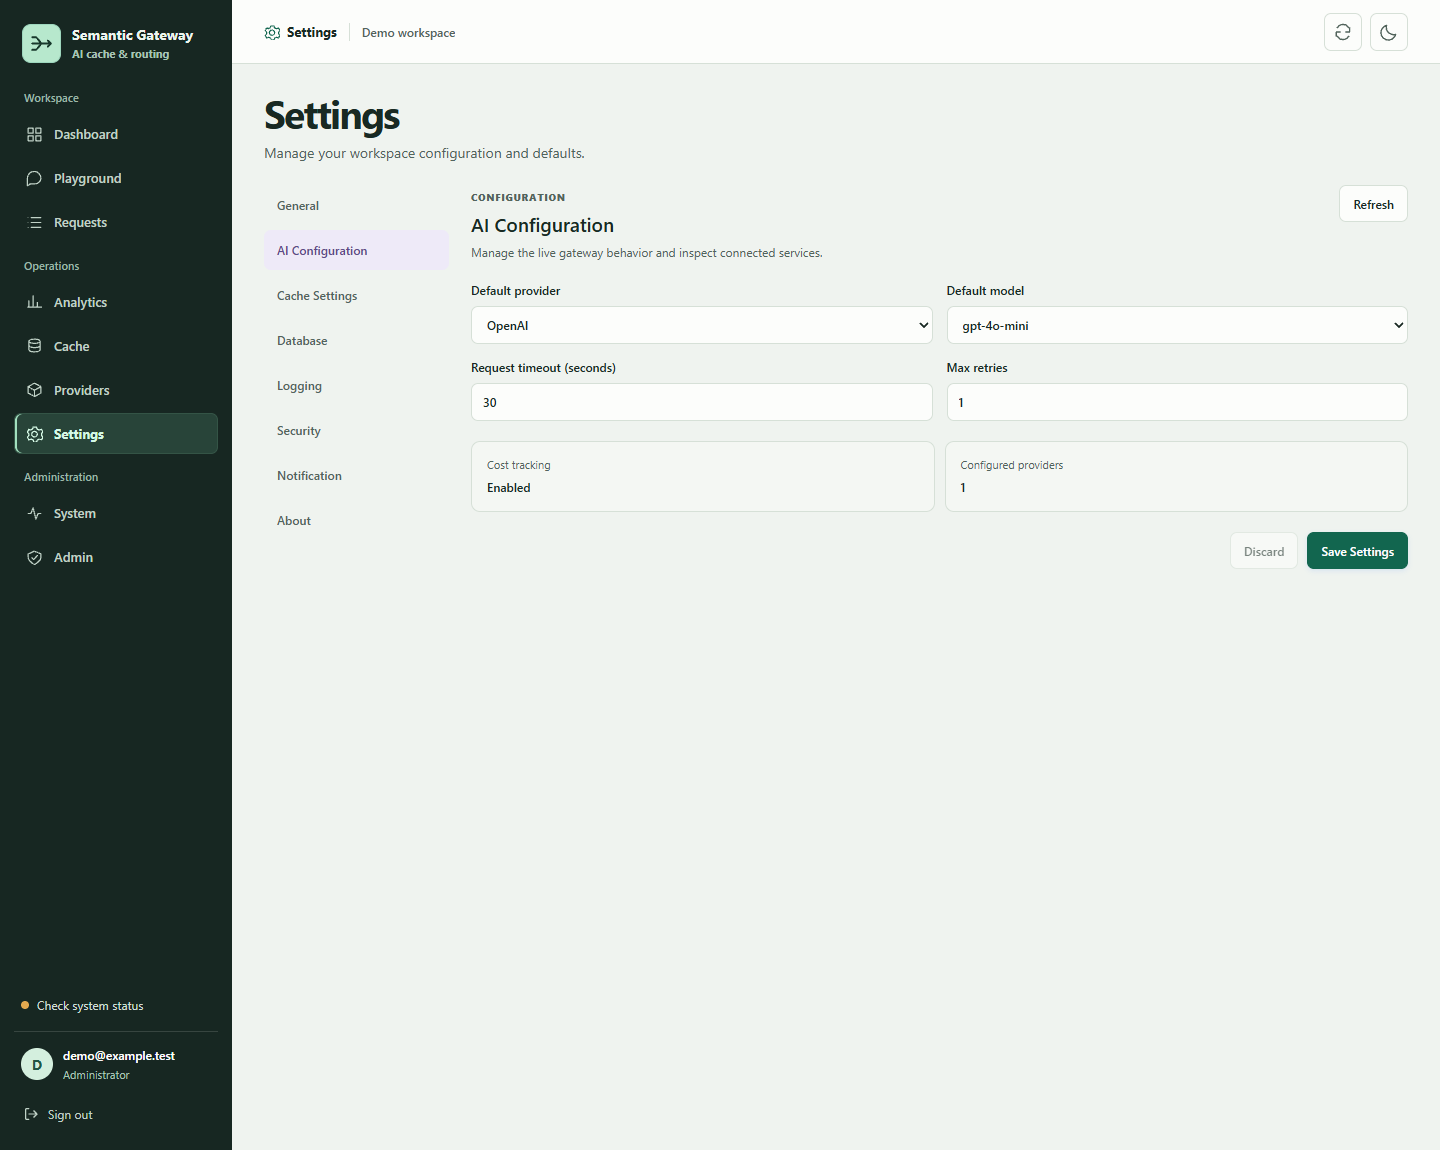 Semantic Gateway
AI cache & routing
Workspace
Dashboard
Playground
Requests
Operations
Analytics
Cache
Providers
Settings
Administration
System
Admin
Check system status
D
demo@example.test
Administrator
Sign out
Settings
Demo workspace
Settings
Manage your workspace configuration and defaults.
General
AI Configuration
Cache Settings
Database
Logging
Security
Notification
About
CONFIGURATION
AI Configuration
Manage the live gateway behavior and inspect connected services.
Refresh
Default provider
OpenAI
Default model
gpt-4o-mini
Request timeout (seconds)
30
Max retries
1
Cost tracking
Enabled
Configured providers
1
Discard
Save Settings